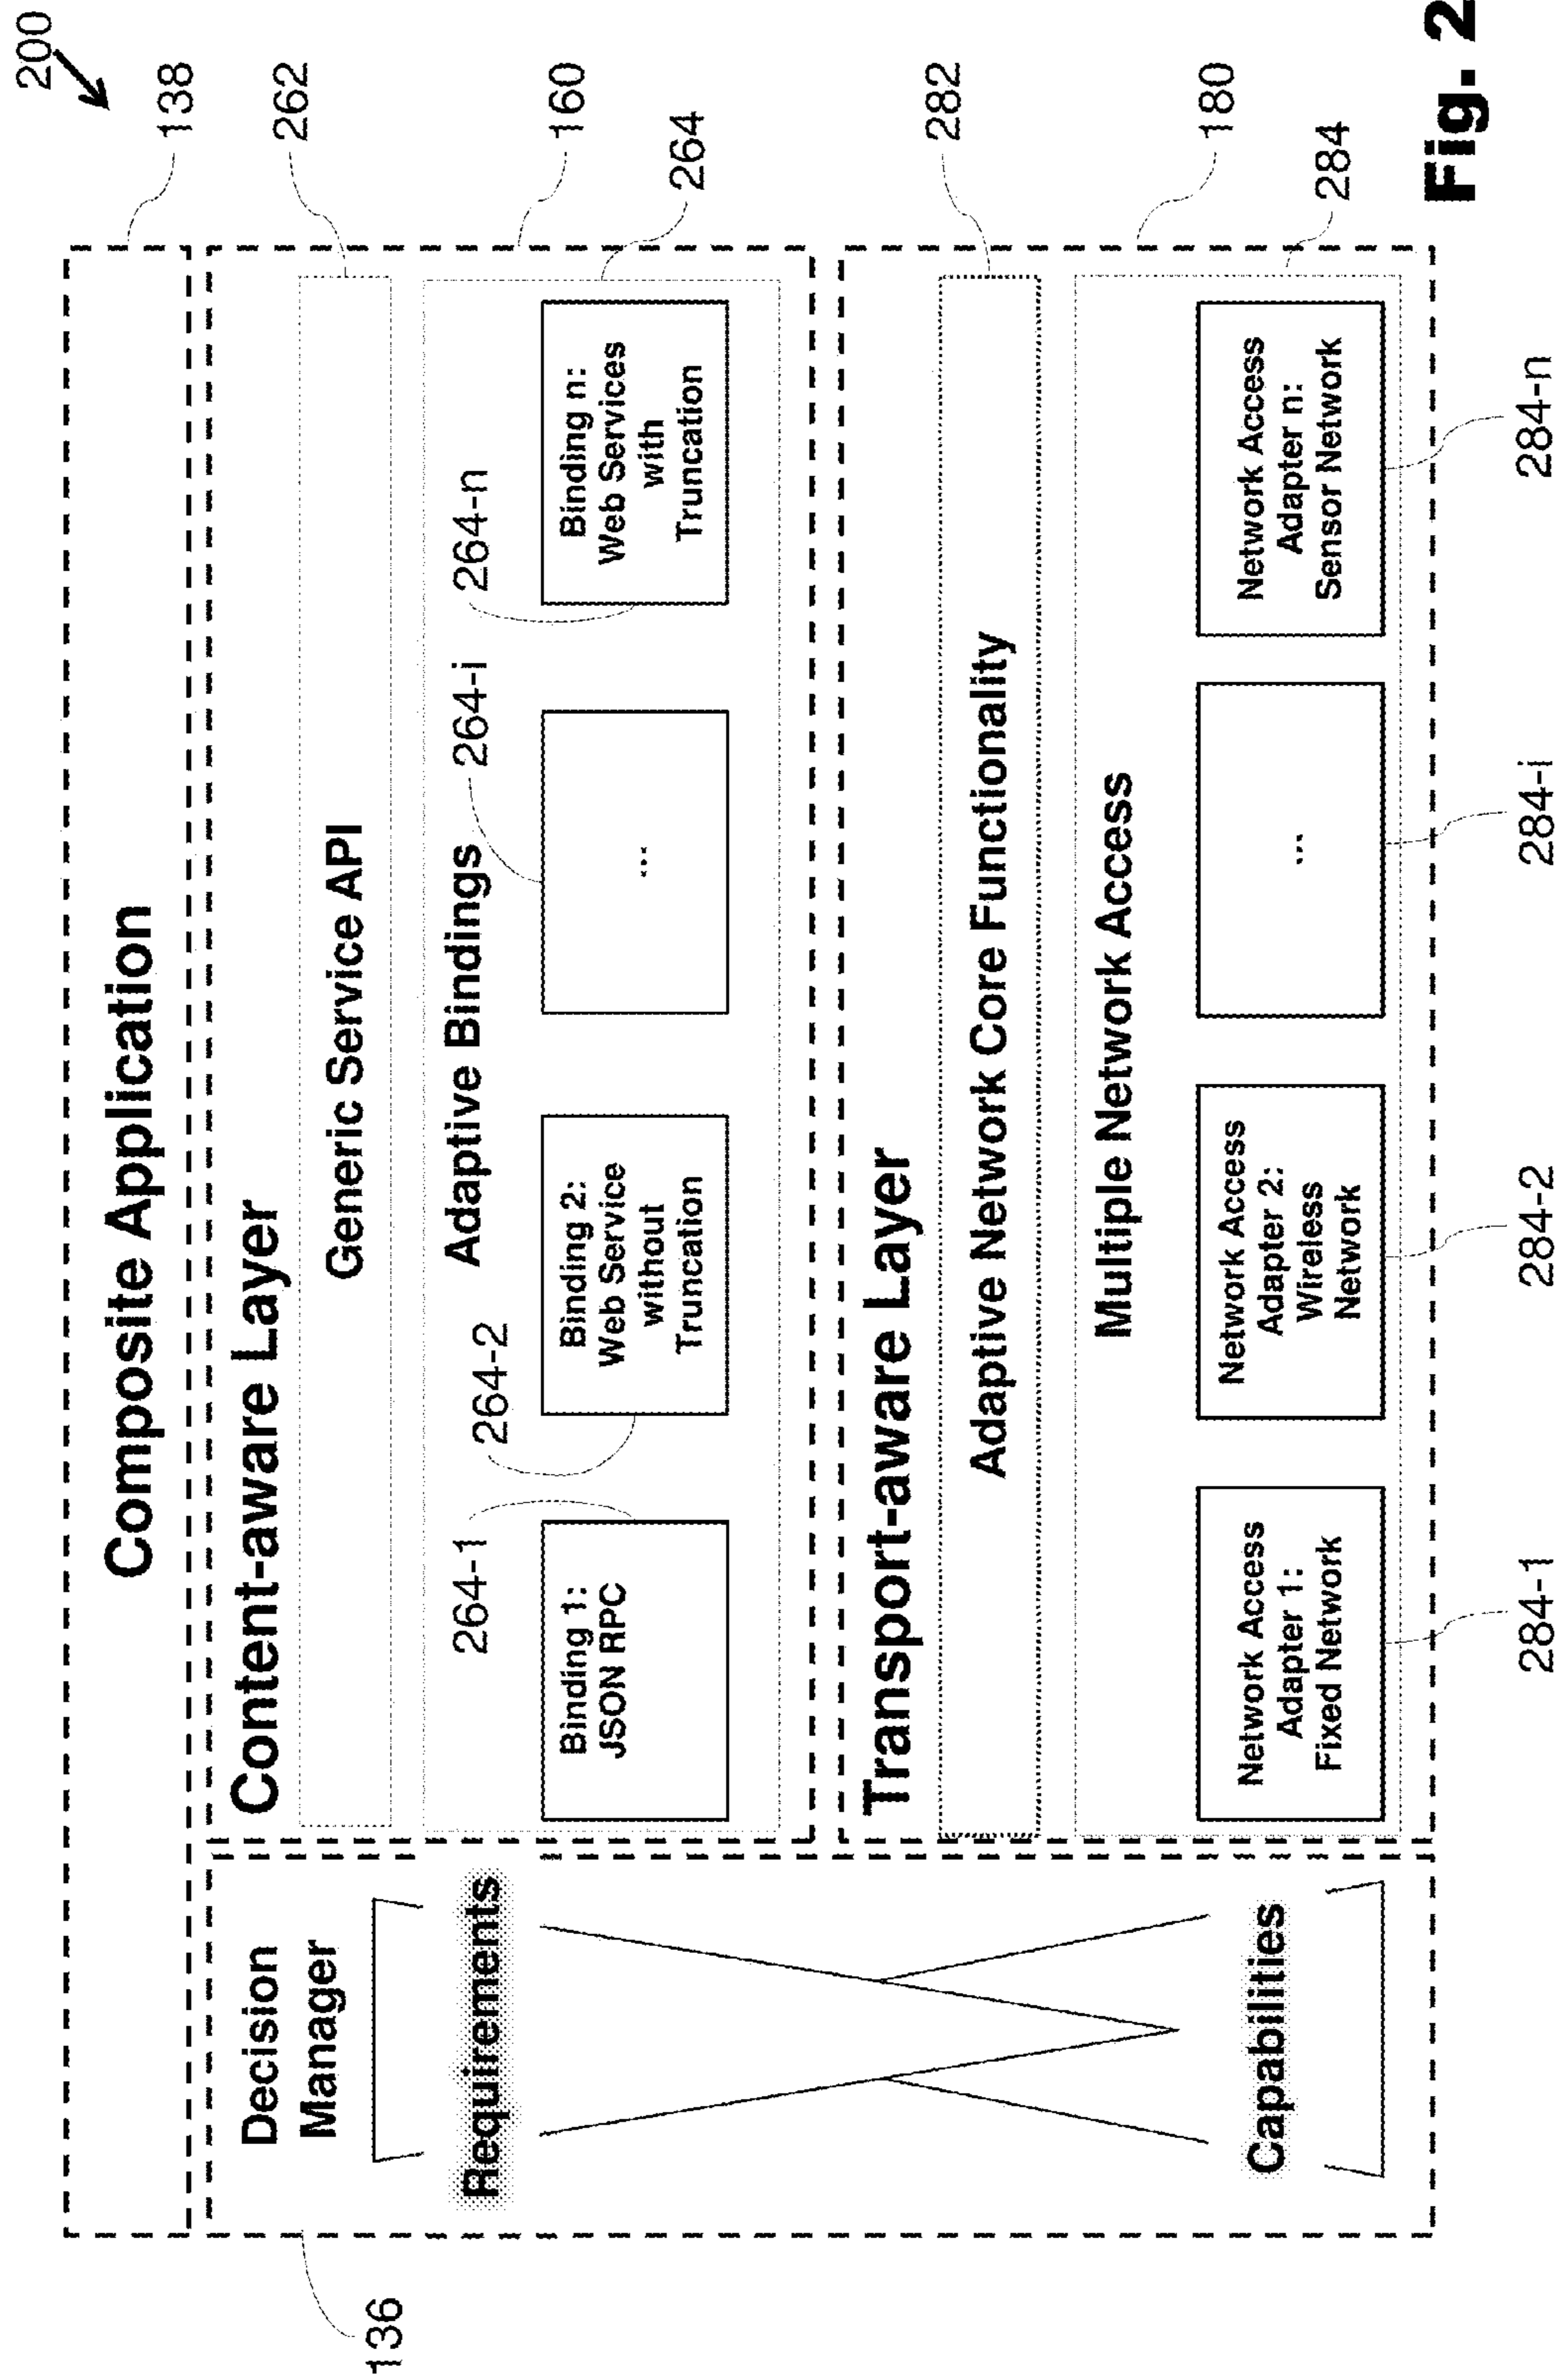 200
Composite Application
138
Decision
Manager
Requirements
Capabilities
136
Content-aware Layer
262
Generic Service API
160
Adaptive Bindings
264
264-1
264-2
264-i
264-n
Binding 1:
JSON RPC
Binding 2:
Web Service
without
Truncation
...
Binding n:
Web Services
with
Truncation
Transport-aware Layer
282
Adaptive Network Core Functionality
180
Multiple Network Access
284
Network Access
Adapter 1:
Fixed Network
Network Access
Adapter 2:
Wireless
Network
...
Network Access
Adapter n:
Sensor Network
284-1
284-2
284-i
284-n
Fig. 2